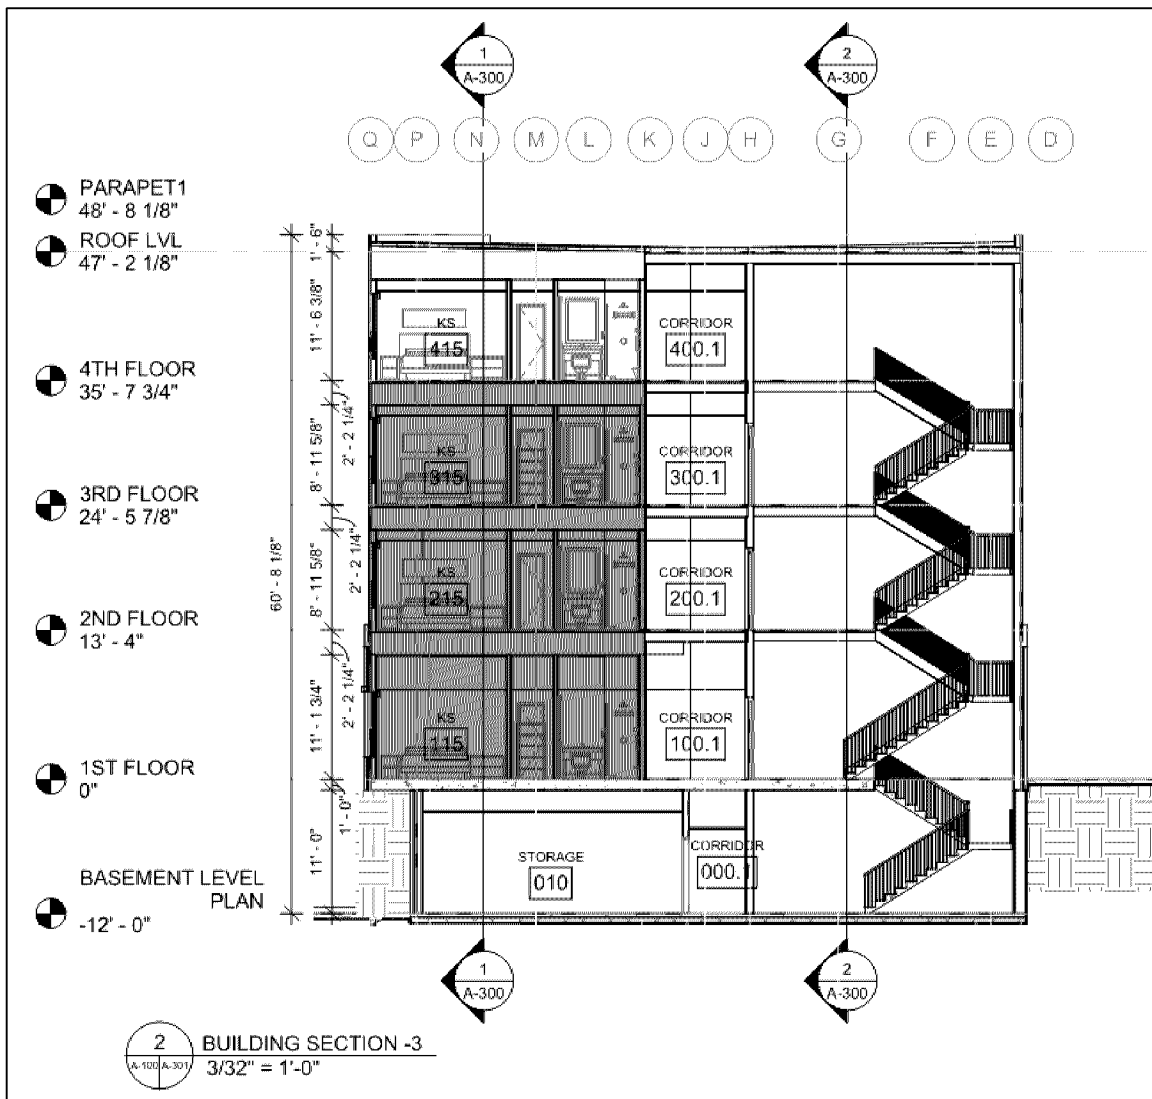 1
A-300
2
A-300
Q P N M L K J H G F E D
PARAPET1
48' - 8 1/8"
ROOF LVL
47' - 2 1/8"
4TH FLOOR
35' - 7 3/4"
3RD FLOOR
24' - 5 7/8"
2ND FLOOR
13' - 4"
1ST FLOOR
0"
BASEMENT LEVEL
PLAN
-12' - 0"
60' - 8 1/8"
1' - 6"
11' - 6 3/8"
8' - 11 5/8"
2' - 2 1/4"
8' - 11 5/8"
2' - 2 1/4"
11' - 1 3/4"
2' - 2 1/4"
11' - 0"
1' - 0"
KS
415
CORRIDOR
400.1
KS
315
CORRIDOR
300.1
KS
215
CORRIDOR
200.1
KS
115
CORRIDOR
100.1
STORAGE
010
CORRIDOR
000.1
1
A-300
2
A-300
2
A-100 A-301
BUILDING SECTION -3
3/32" = 1'-0"